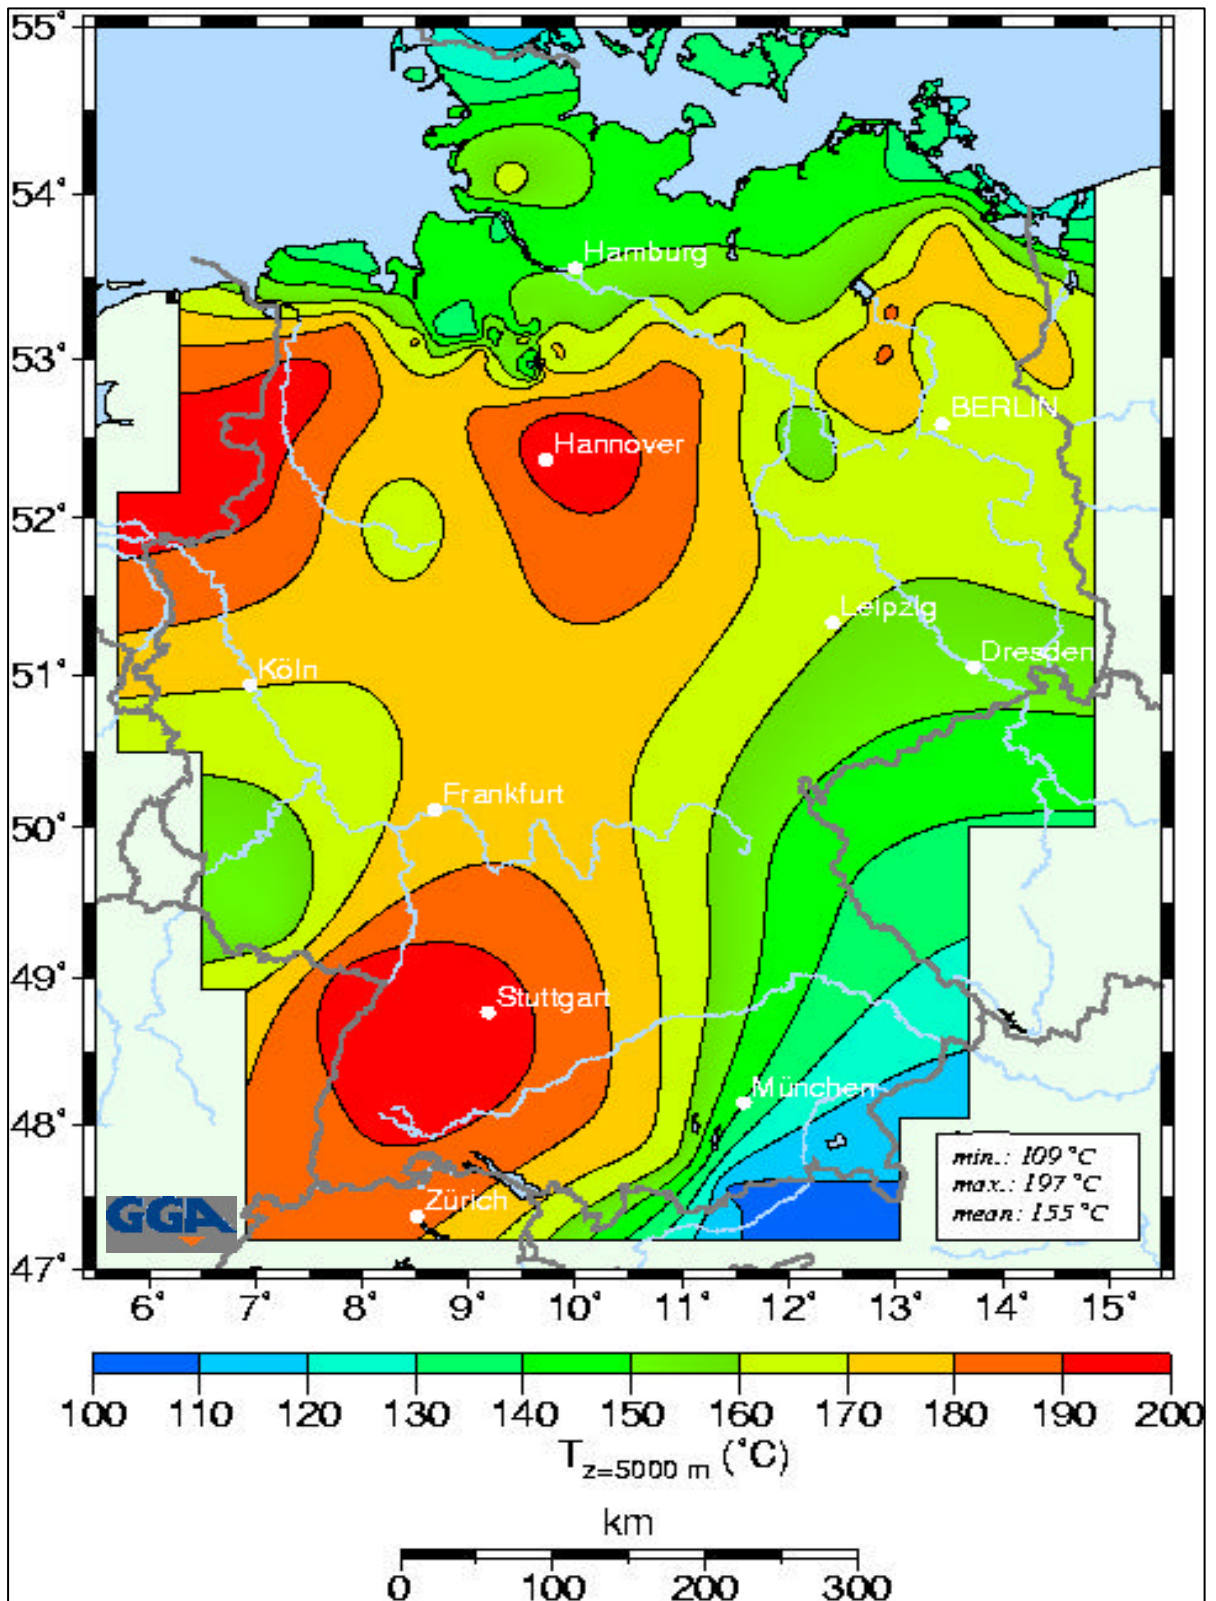 55°
54°
53°
52°
51°
50°
49°
48°
47°
Hamburg
BERLIN
Hannover
Leipzig
Dresden
Köln
Frankfurt
Stuttgart
München
Zürich
min.: 109 °C
max.: 197 °C
mean: 155 °C
GGA
6° 7° 8° 9° 10° 11° 12° 13° 14° 15°
100 110 120 130 140 150 160 170 180 190 200
T z=5000 m (°C)
km
0 100 200 300